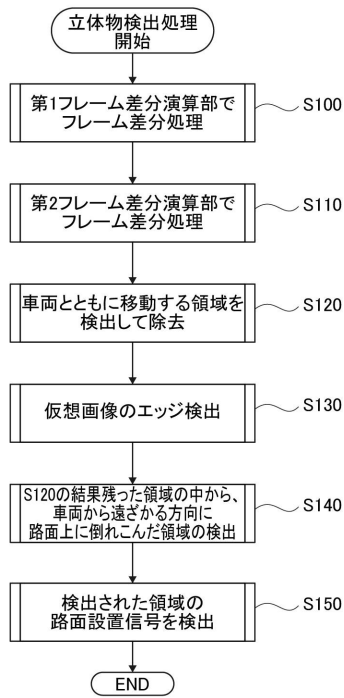 立体物検出処理
開始
第1フレーム差分演算部で
フレーム差分処理
S100
第2フレーム差分演算部で
フレーム差分処理
S110
車両とともに移動する領域を
検出して除去
S120
仮想画像のエッジ検出
S130
S120の結果残った領域の中から、
車両から遠ざかる方向に
路面上に倒れこんだ領域の検出
S140
検出された領域の
路面設置信号を検出
S150
END